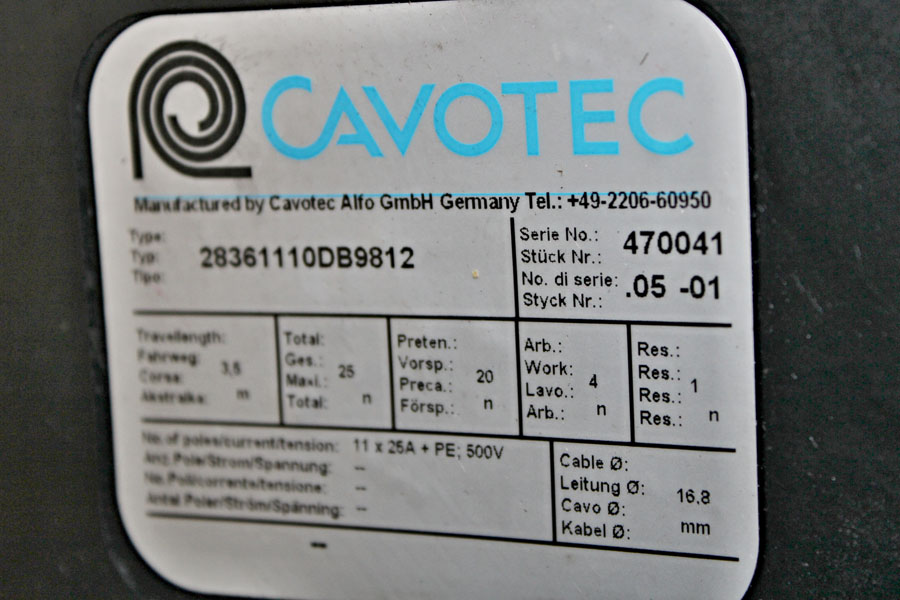 CAVOTEC
Manufactured by Cavotec Alfo GmbH Germany Tel.: +49-2206-60950
Type:
Typ:
Tipo:
28361110DB9812
Serie No.:
Stück Nr.:
No. di serie:
Styck Nr.:
470041
.05 -01
Travellength:
Fahrweg:
Corsa:
Akstralka:
3,5
m
Total:
Ges.:
Maxi.:
Total:
25
n
Preten.:
Vorsp.:
Preca.:
Försp.:
20
n
Arb.:
Work:
Lavo.:
Arb.:
4
n
Res.:
Res.:
Res.:
Res.:
1
n
No. of poles/current/tension: 11 x 25A + PE; 500V
Anz.Pole/Strom/Spannung: --
No.Poli/corrente/tensione: --
Antal Poler/Ström/Spänning: --
--
Cable Ø:
Leitung Ø:
Cavo Ø:
Kabel Ø:
16,8
mm